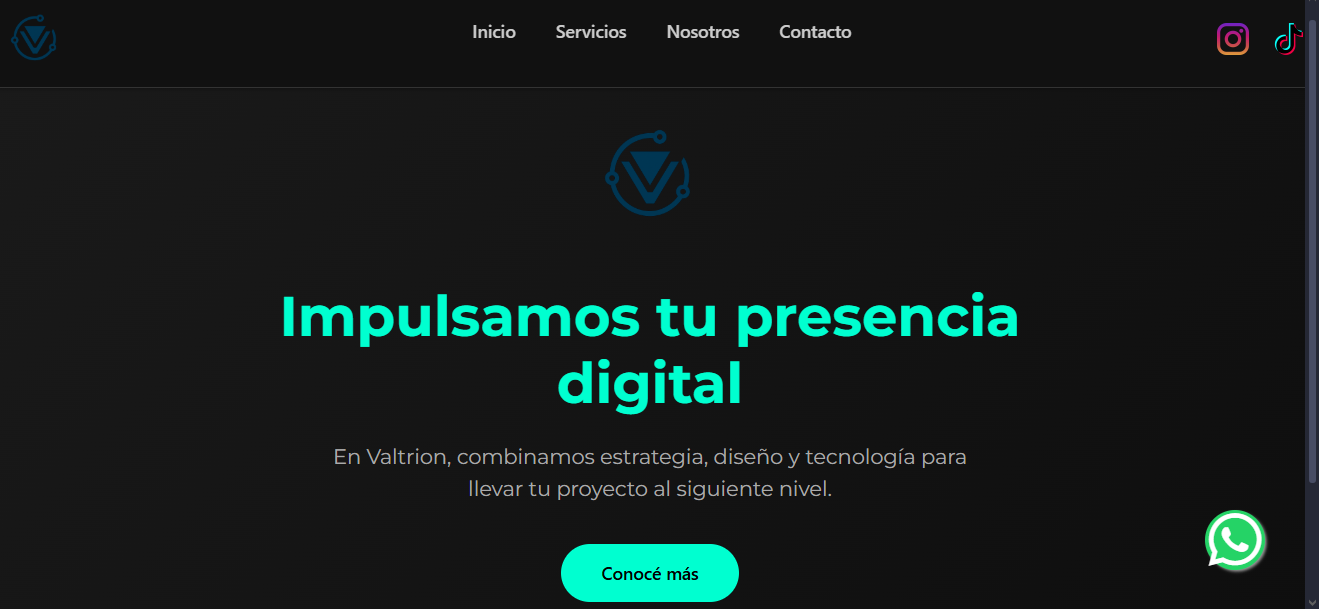 Inicio Servicios Nosotros Contacto
Impulsamos tu presencia
digital
En Valtrion, combinamos estrategia, diseño y tecnología para
llevar tu proyecto al siguiente nivel.
Conocé más